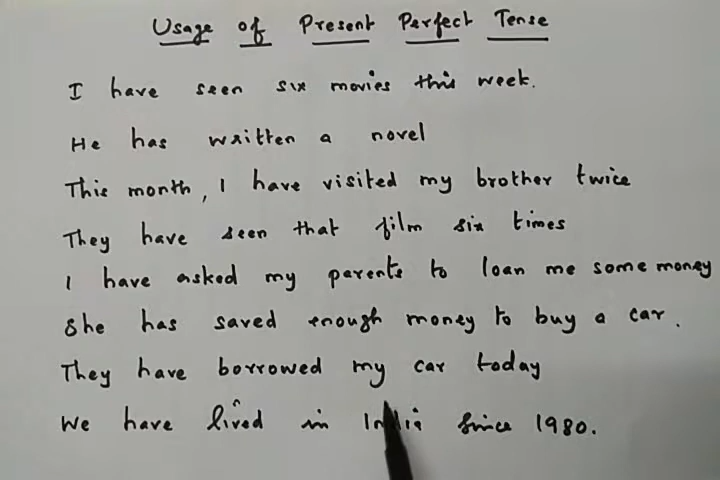 Usage of Present Perfect Tense
I have seen six movies this week.
He has written a novel
This month, I have visited my brother twice
They have seen that film six times
I have asked my parents to loan me some money
She has saved enough money to buy a car.
They have borrowed my car today
We have lived in India since 1980.